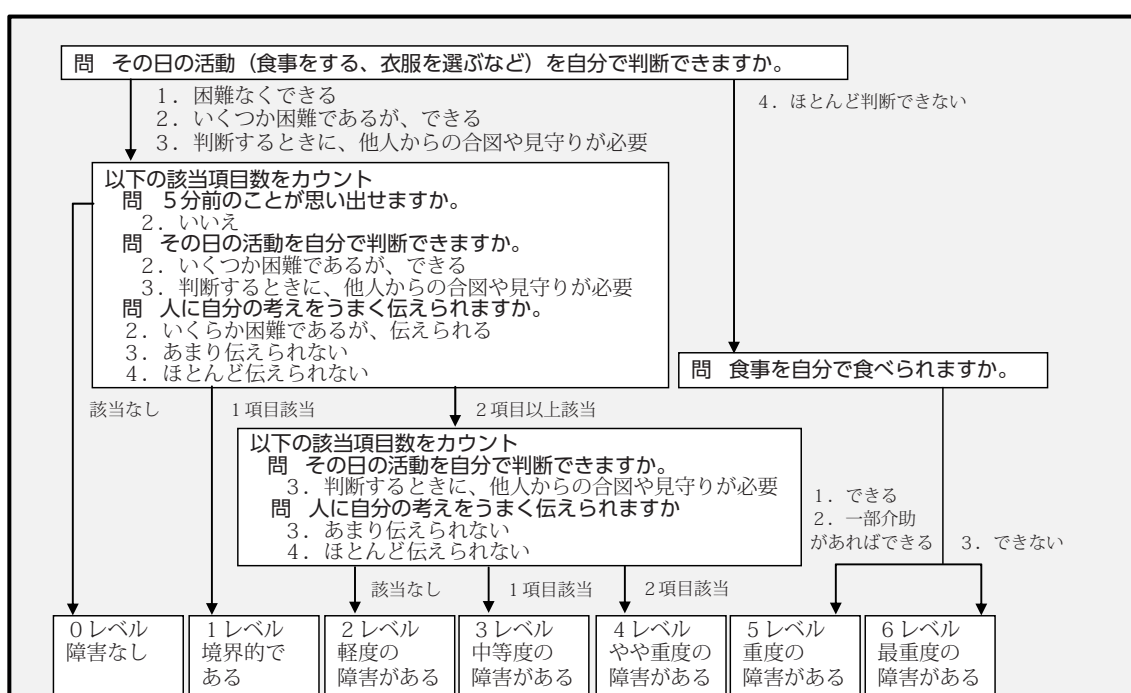 問 その日の活動（食事をする、衣服を選ぶなど）を自分で判断できますか。
1．困難なくできる
2．いくつか困難であるが、できる
3．判断するときに、他人からの合図や見守りが必要
4．ほとんど判断できない
以下の該当項目数をカウント
問 5分前のことが思い出せますか。
2．いいえ
問 その日の活動を自分で判断できますか。
2．いくつか困難であるが、できる
3．判断するときに、他人からの合図や見守りが必要
問 人に自分の考えをうまく伝えられますか。
2．いくらか困難であるが、伝えられる
3．あまり伝えられない
4．ほとんど伝えられない
問 食事を自分で食べられますか。
該当なし
1項目該当
2項目以上該当
以下の該当項目数をカウント
問 その日の活動を自分で判断できますか。
3．判断するときに、他人からの合図や見守りが必要
問 人に自分の考えをうまく伝えられますか
3．あまり伝えられない
4．ほとんど伝えられない
1．できる
2．一部介助
があればできる
3．できない
該当なし
1項目該当
2項目該当
0レベル
障害なし
1レベル
境界的で
ある
2レベル
軽度の
障害がある
3レベル
中等度の
障害がある
4レベル
やや重度の
障害がある
5レベル
重度の
障害がある
6レベル
最重度の
障害がある